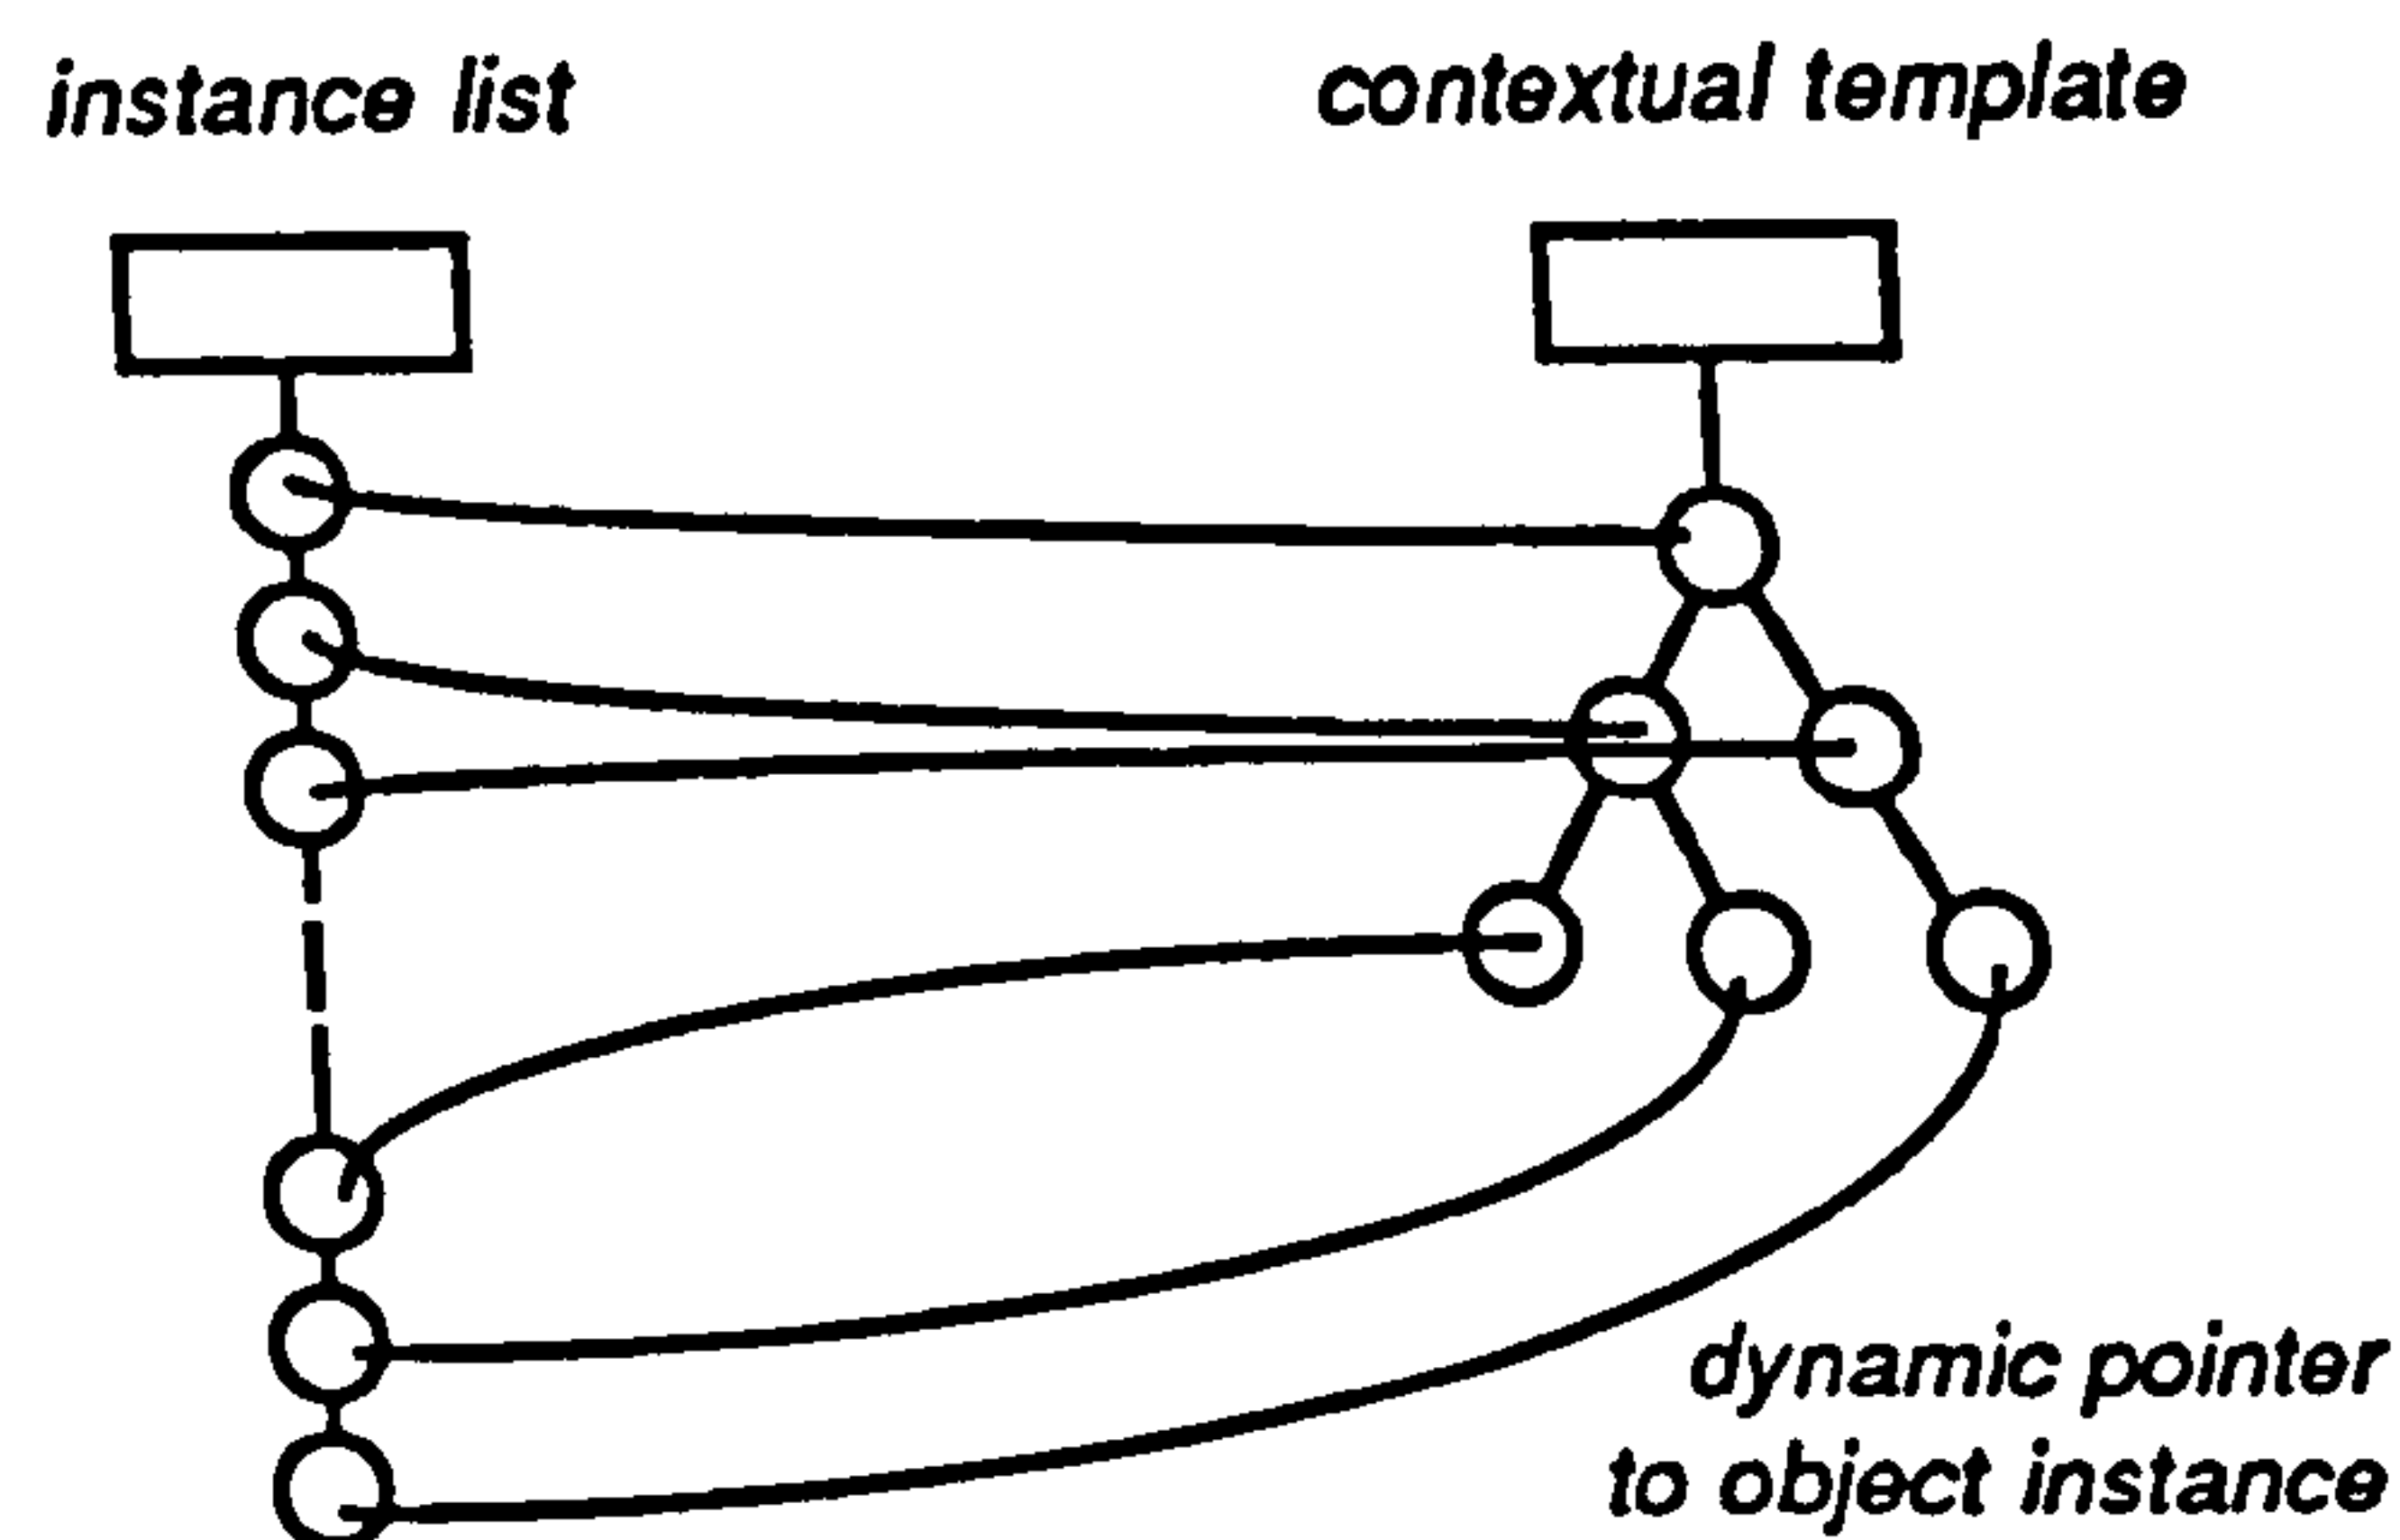 instance list
contextual template
dynamic pointer
to object instance